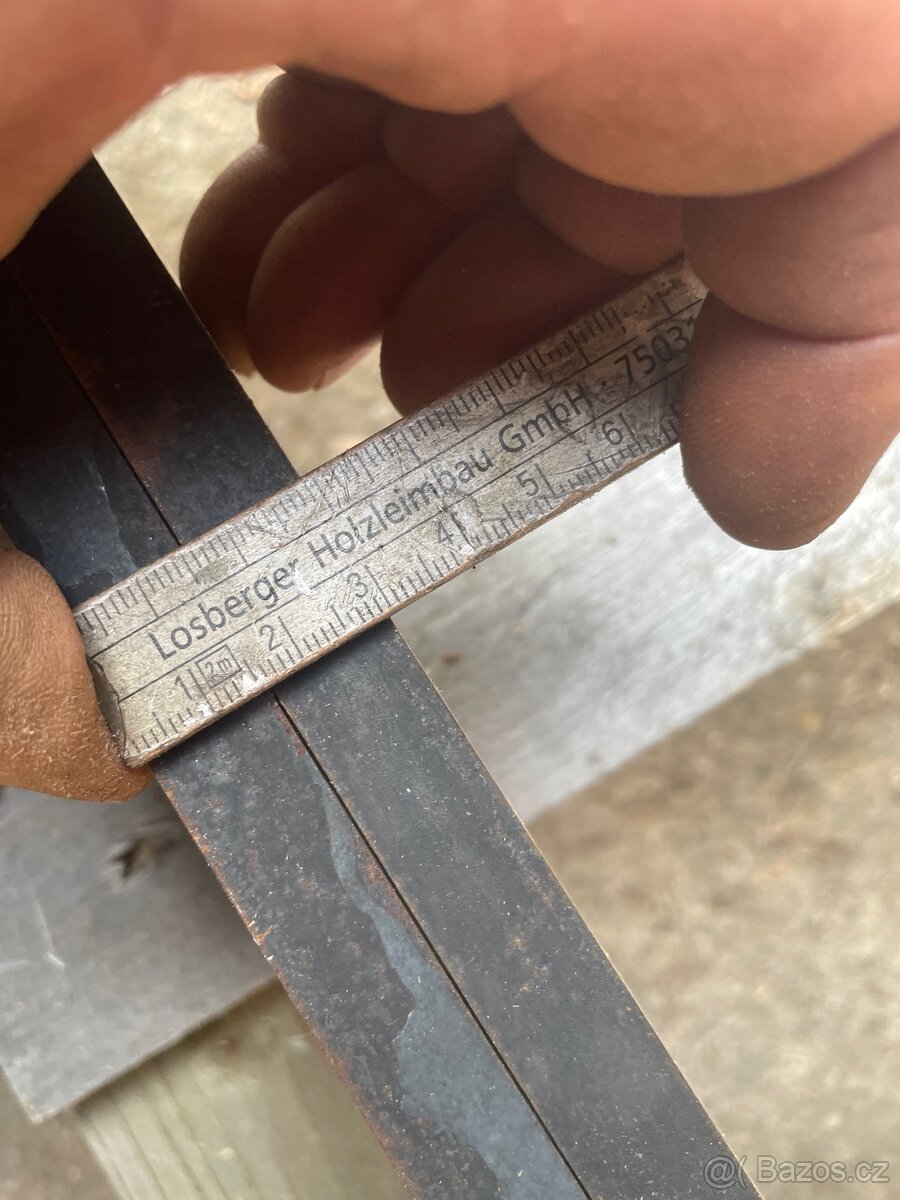 Losberger Holzleimbau GmbH · 7503
1 2m 2 3 4 5 6
@( Bazos.cz